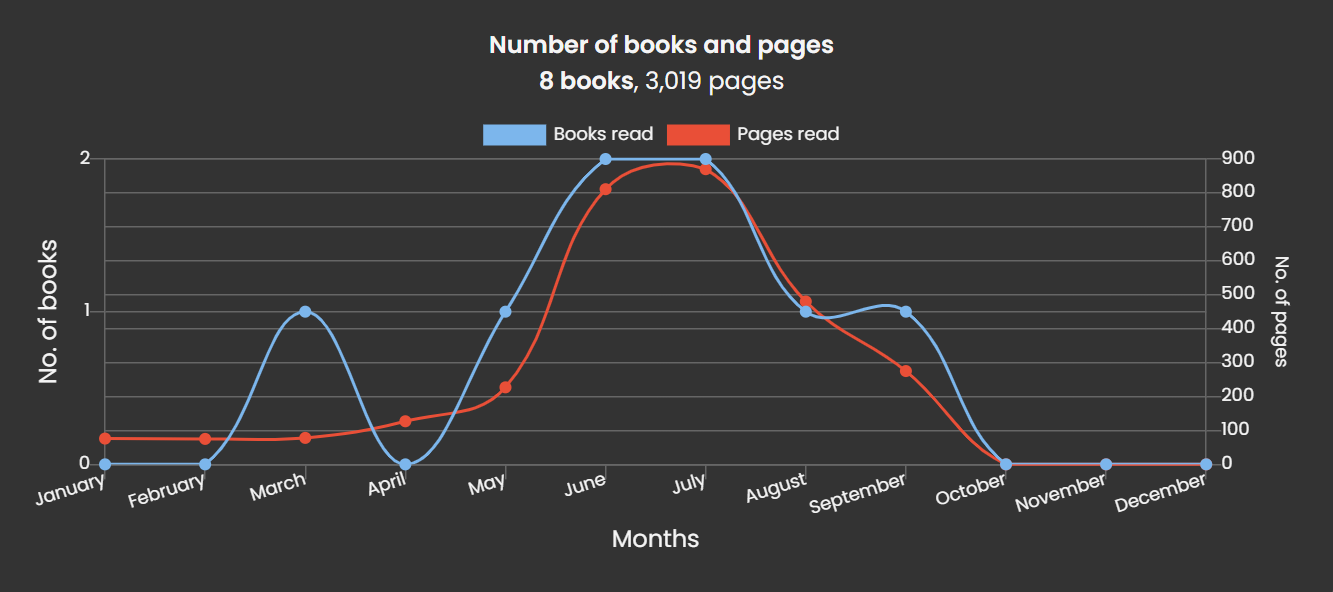 Number of books and pages
8 books, 3,019 pages
Books read Pages read
2
1
0
No. of books
900
800
700
600
500
400
300
200
100
0
No. of pages
January February March April May June July August September October November December
Months